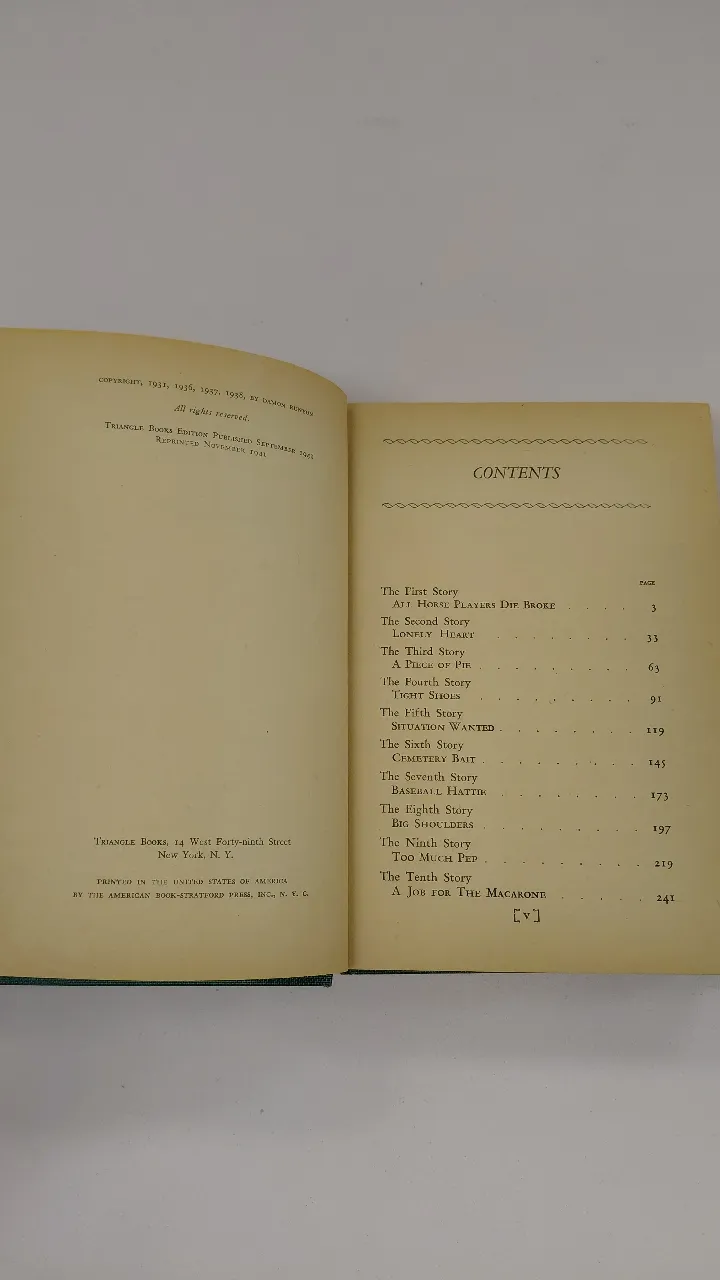 COPYRIGHT, 1931, 1936, 1937, 1938, BY DAMON RUNYON
All rights reserved.
TRIANGLE BOOKS EDITION PUBLISHED SEPTEMBER
REPRINTED NOVEMBER 1941
TRIANGLE BOOKS, 14 West Forty-ninth Street
New York, N. Y.
PRINTED IN THE UNITED STATES OF AMERICA
BY THE AMERICAN BOOK-STRATFORD PRESS, INC., N. Y. C.
CONTENTS
PAGE
The First Story
ALL HORSE PLAYERS DIE BROKE . . . . 3
The Second Story
LONELY HEART . . . . . . . . 33
The Third Story
A PIECE OF PIE . . . . . . . . 63
The Fourth Story
TIGHT SHOES . . . . . . . . 91
The Fifth Story
SITUATION WANTED . . . . . . . 119
The Sixth Story
CEMETERY BAIT . . . . . . . . 145
The Seventh Story
BASEBALL HATTIE . . . . . . . 173
The Eighth Story
BIG SHOULDERS . . . . . . . . 197
The Ninth Story
TOO MUCH PEP . . . . . . . . 219
The Tenth Story
A JOB FOR THE MACARONE . . . . . 241
[v]